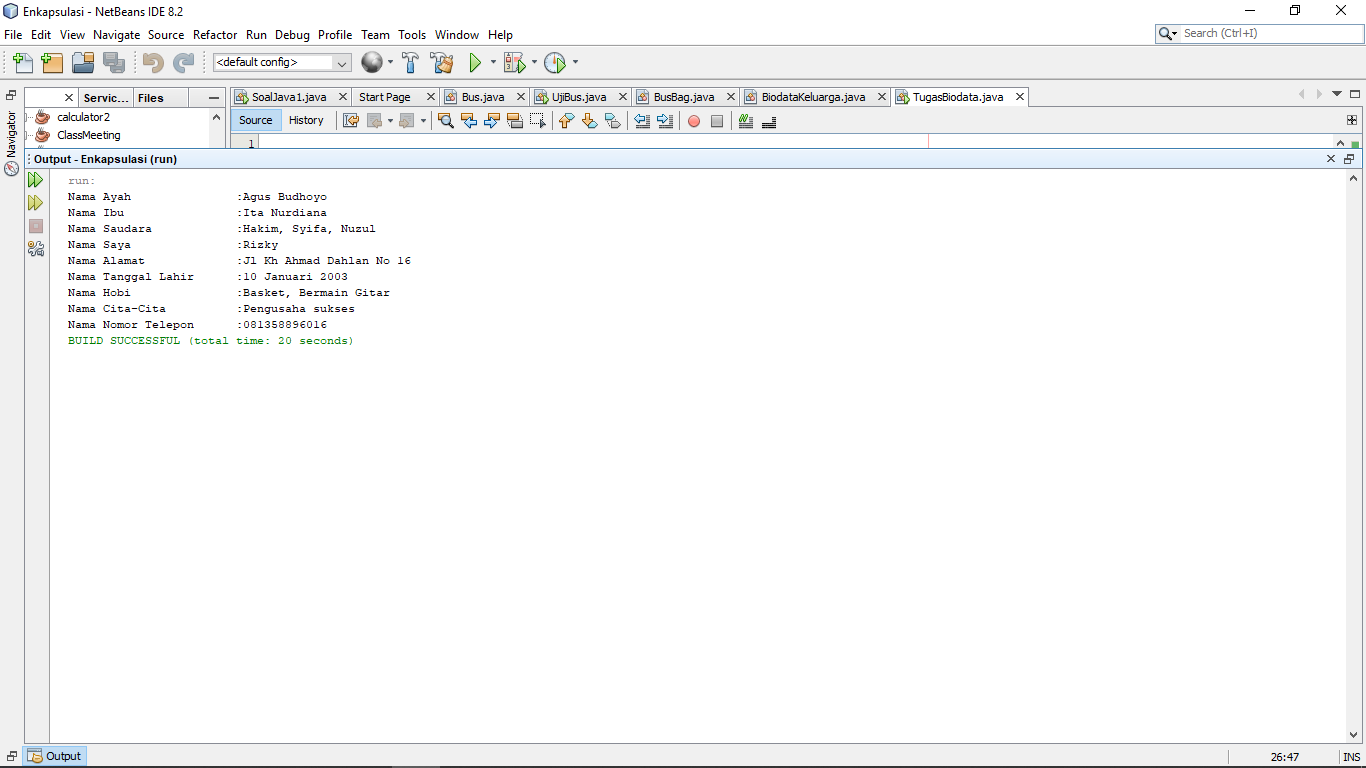 Enkapsulasi - NetBeans IDE 8.2
File Edit View Navigate Source Refactor Run Debug Profile Team Tools Window Help
Search (Ctrl+I)
<default config>
Servic... Files
SoalJava1.java Start Page Bus.java UjiBus.java BusBag.java BiodataKeluarga.java TugasBiodata.java
Navigator
calculator2
ClassMeeting
Source History
1
Output - Enkapsulasi (run)
run:
Nama Ayah :Agus Budhoyo
Nama Ibu :Ita Nurdiana
Nama Saudara :Hakim, Syifa, Nuzul
Nama Saya :Rizky
Nama Alamat :Jl Kh Ahmad Dahlan No 16
Nama Tanggal Lahir :10 Januari 2003
Nama Hobi :Basket, Bermain Gitar
Nama Cita-Cita :Pengusaha sukses
Nama Nomor Telepon :081358896016
BUILD SUCCESSFUL (total time: 20 seconds)
Output
26:47 INS